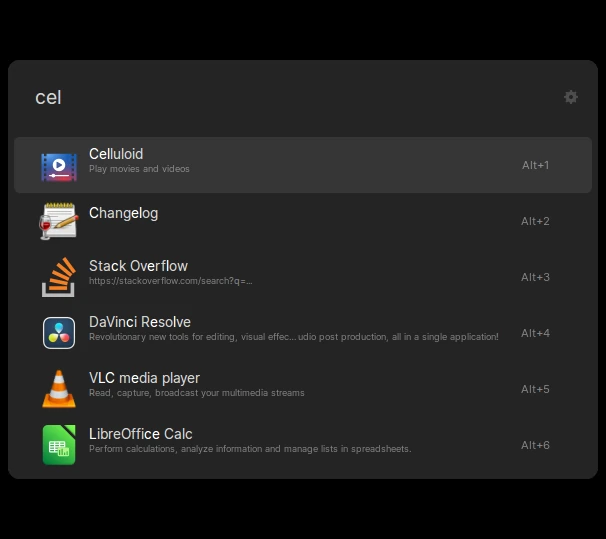 cel
Celluloid
Play movies and videos
Alt+1
Changelog
Alt+2
Stack Overflow
https://stackoverflow.com/search?q=...
Alt+3
DaVinci Resolve
Revolutionary new tools for editing, visual effec... udio post production, all in a single application!
Alt+4
VLC media player
Read, capture, broadcast your multimedia streams
Alt+5
LibreOffice Calc
Perform calculations, analyze information and manage lists in spreadsheets.
Alt+6